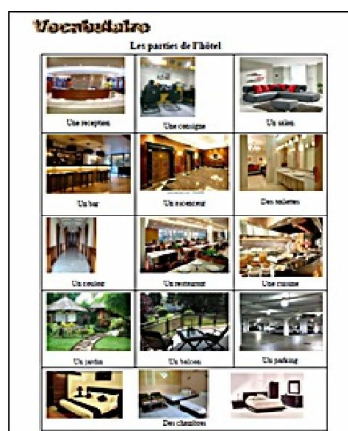 Vocabulaire
Les parties de l'hôtel
Une reception
Une consigne
Un salon
Un bar
Un ascenseur
Des toilettes
Un couloir
Un restaurant
Une cuisine
Un jardin
Un balcon
Un parking
Des chambres